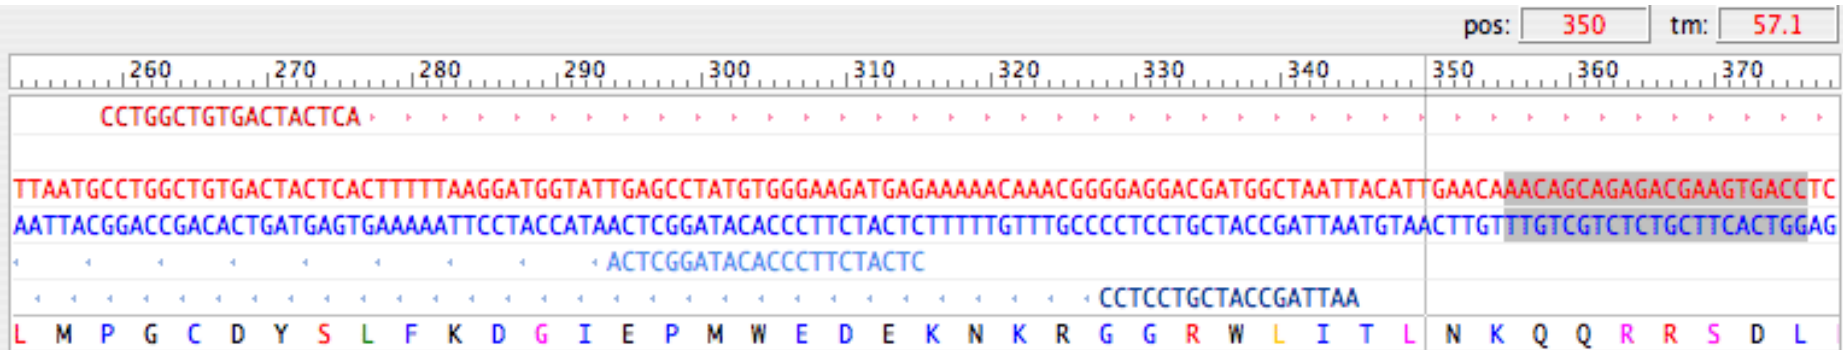 pos: 350 tm: 57.1
260 270 280 290 300 310 320 330 340 350 360 370
CCTGGCTGTGACTACTCA
TTAATGCCTGGCTGTGACTACTCACTTTTTAAGGATGGTATTGAGCCTATGTGGGAAGATGAGAAAAACAAACGGGGAGGACGATGGCTAATTACATTGAACAAACAGCAGAGACGAAGTGACCTC
AATTACGGACCGACACTGATGAGTGAAAAATTCCTACCATAACTCGGATACACCCTTCTACTCTTTTTGTTTGCCCCTCCTGCTACCGATTAATGTAACTTGTTTGTCGTCTCTGCTTCACTGGAG
ACTCGGATACACCCTTCTACTC
CCTCCTGCTACCGATTAA
L M P G C D Y S L F K D G I E P M W E D E K N K R G G R W L I T L N K Q Q R R S D L